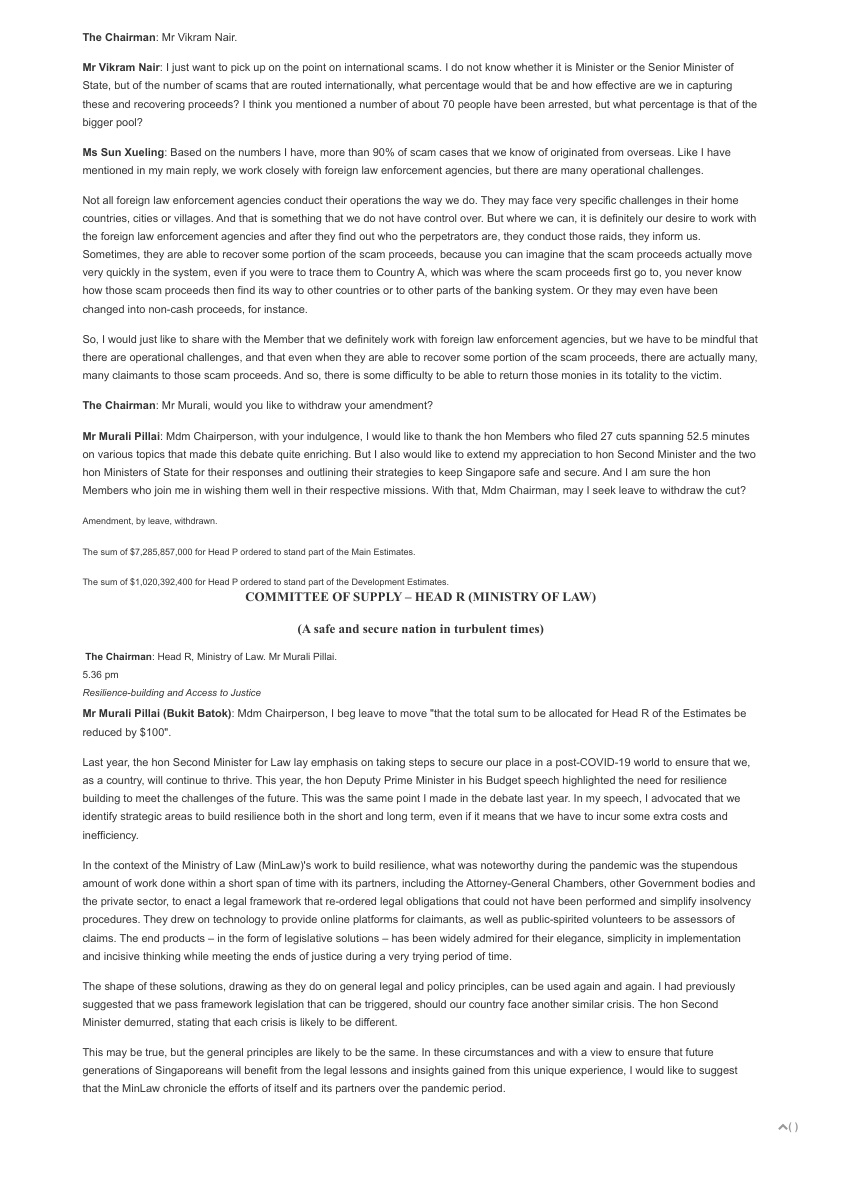 The Chairman: Mr Vikram Nair.
Mr Vikram Nair: I just want to pick up on the point on international scams. I do not know whether it is Minister or the Senior Minister of
State, but of the number of scams that are routed internationally, what percentage would that be and how effective are we in capturing
these and recovering proceeds? I think you mentioned a number of about 70 people have been arrested, but what percentage is that of the
bigger pool?
Ms Sun Xueling: Based on the numbers I have, more than 90% of scam cases that we know of originated from overseas. Like I have
mentioned in my main reply, we work closely with foreign law enforcement agencies, but there are many operational challenges.
Not all foreign law enforcement agencies conduct their operations the way we do. They may face very specific challenges in their home
countries, cities or villages. And that is something that we do not have control over. But where we can, it is definitely our desire to work with
the foreign law enforcement agencies and after they find out who the perpetrators are, they conduct those raids, they inform us.
Sometimes, they are able to recover some portion of the scam proceeds, because you can imagine that the scam proceeds actually move
very quickly in the system, even if you were to trace them to Country A, which was where the scam proceeds first go to, you never know
how those scam proceeds then find its way to other countries or to other parts of the banking system. Or they may even have been
changed into non-cash proceeds, for instance.
So, I would just like to share with the Member that we definitely work with foreign law enforcement agencies, but we have to be mindful that
there are operational challenges, and that even when they are able to recover some portion of the scam proceeds, there are actually many,
many claimants to those scam proceeds. And so, there is some difficulty to be able to return those monies in its totality to the victim.
The Chairman: Mr Murali, would you like to withdraw your amendment?
Mr Murali Pillai: Mdm Chairperson, with your indulgence, I would like to thank the hon Members who filed 27 cuts spanning 52.5 minutes
on various topics that made this debate quite enriching. But I also would like to extend my appreciation to hon Second Minister and the two
hon Ministers of State for their responses and outlining their strategies to keep Singapore safe and secure. And I am sure the hon
Members who join me in wishing them well in their respective missions. With that, Mdm Chairman, may I seek leave to withdraw the cut?
Amendment, by leave, withdrawn.
The sum of $7,285,857,000 for Head P ordered to stand part of the Main Estimates.
The sum of $1,020,392,400 for Head P ordered to stand part of the Development Estimates.
COMMITTEE OF SUPPLY – HEAD R (MINISTRY OF LAW)
(A safe and secure nation in turbulent times)
The Chairman: Head R, Ministry of Law. Mr Murali Pillai.
5.36 pm
Resilience-building and Access to Justice
Mr Murali Pillai (Bukit Batok): Mdm Chairperson, I beg leave to move "that the total sum to be allocated for Head R of the Estimates be
reduced by $100".
Last year, the hon Second Minister for Law lay emphasis on taking steps to secure our place in a post-COVID-19 world to ensure that we,
as a country, will continue to thrive. This year, the hon Deputy Prime Minister in his Budget speech highlighted the need for resilience
building to meet the challenges of the future. This was the same point I made in the debate last year. In my speech, I advocated that we
identify strategic areas to build resilience both in the short and long term, even if it means that we have to incur some extra costs and
inefficiency.
In the context of the Ministry of Law (MinLaw)'s work to build resilience, what was noteworthy during the pandemic was the stupendous
amount of work done within a short span of time with its partners, including the Attorney-General Chambers, other Government bodies and
the private sector, to enact a legal framework that re-ordered legal obligations that could not have been performed and simplify insolvency
procedures. They drew on technology to provide online platforms for claimants, as well as public-spirited volunteers to be assessors of
claims. The end products – in the form of legislative solutions – has been widely admired for their elegance, simplicity in implementation
and incisive thinking while meeting the ends of justice during a very trying period of time.
The shape of these solutions, drawing as they do on general legal and policy principles, can be used again and again. I had previously
suggested that we pass framework legislation that can be triggered, should our country face another similar crisis. The hon Second
Minister demurred, stating that each crisis is likely to be different.
This may be true, but the general principles are likely to be the same. In these circumstances and with a view to ensure that future
generations of Singaporeans will benefit from the legal lessons and insights gained from this unique experience, I would like to suggest
that the MinLaw chronicle the efforts of itself and its partners over the pandemic period.
( )